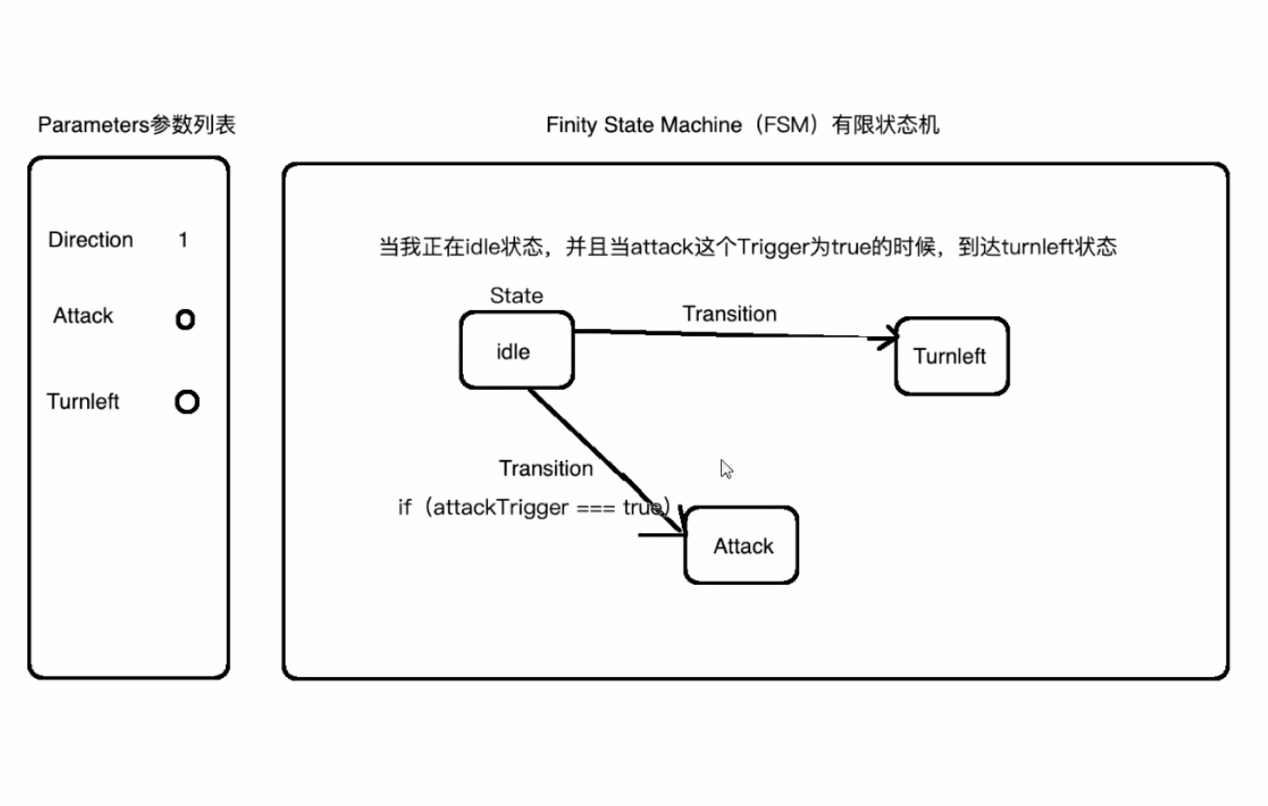 Parameters参数列表
Finity State Machine（FSM）有限状态机
Direction 1
Attack
Turnleft
当我正在idle状态，并且当attack这个Trigger为true的时候，到达turnleft状态
State
idle
Transition
Turnleft
Transition
if（attackTrigger === true）
Attack